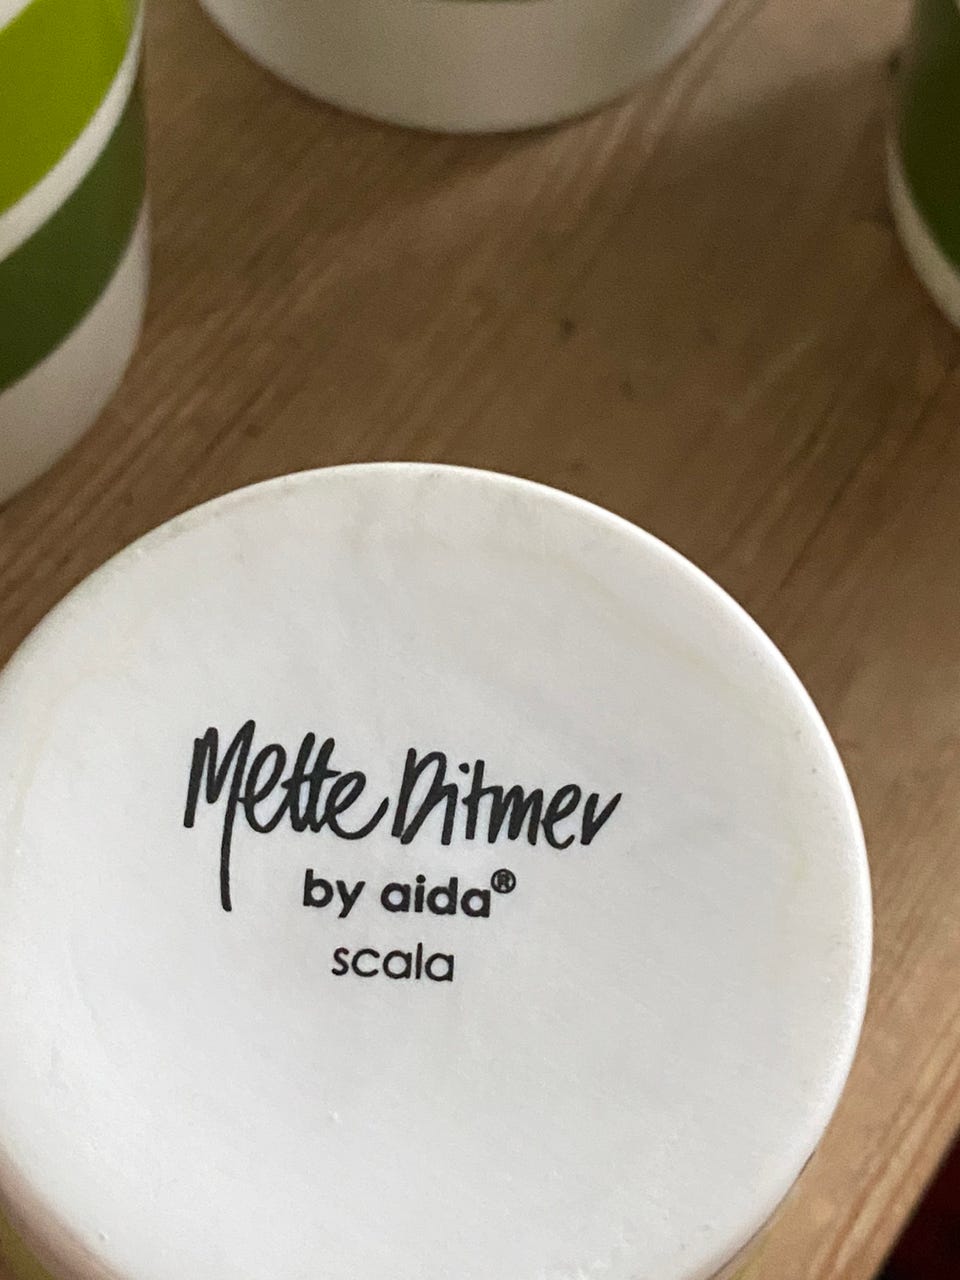 Mette Ditmer
by aida®
scala